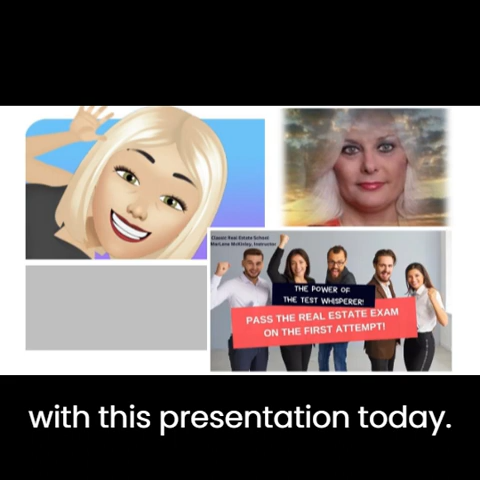 Classic Real Estate School
MarLene McKinley, Instructor
THE POWER OF
THE TEST WHISPERER!
PASS THE REAL ESTATE EXAM
ON THE FIRST ATTEMPT!
with this presentation today.